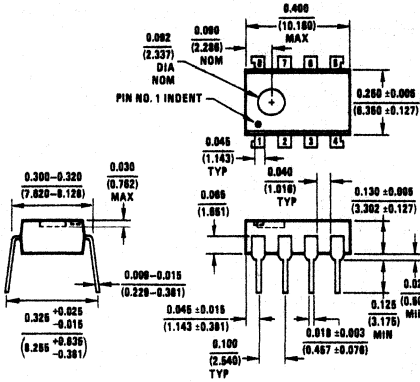 0.400
(10.160)
MAX
0.090
(2.286)
NOM
0.092
(2.337)
DIA
NOM
PIN NO. 1 INDENT
8 7 6 5
1 2 3 4
0.250 ±0.005
(6.350 ±0.127)
0.045
(1.143)
TYP
0.040
(1.016)
TYP
0.030
(0.762)
MAX
0.300-0.320
(7.620-8.128)
0.065
(1.651)
0.130 ±0.005
(3.302 ±0.127)
0.009-0.015
(0.229-0.381)
0.325 +0.025
-0.015
(8.255 +0.635
-0.381)
0.045 ±0.015
(1.143 ±0.381)
0.100
(2.540)
TYP
0.018 ±0.003
(0.457 ±0.076)
0.125
(3.175)
MIN